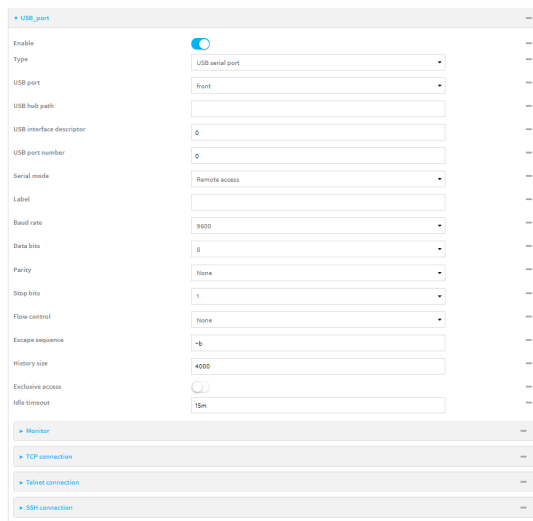 USB_port
Enable
Type
USB serial port
USB port
front
USB hub path
USB interface descriptor
0
USB port number
0
Serial mode
Remote access
Label
Baud rate
9600
Data bits
8
Parity
None
Stop bits
1
Flow control
None
Escape sequence
~b
History size
4000
Exclusive access
Idle timeout
15m
Monitor
TCP connection
Telnet connection
SSH connection